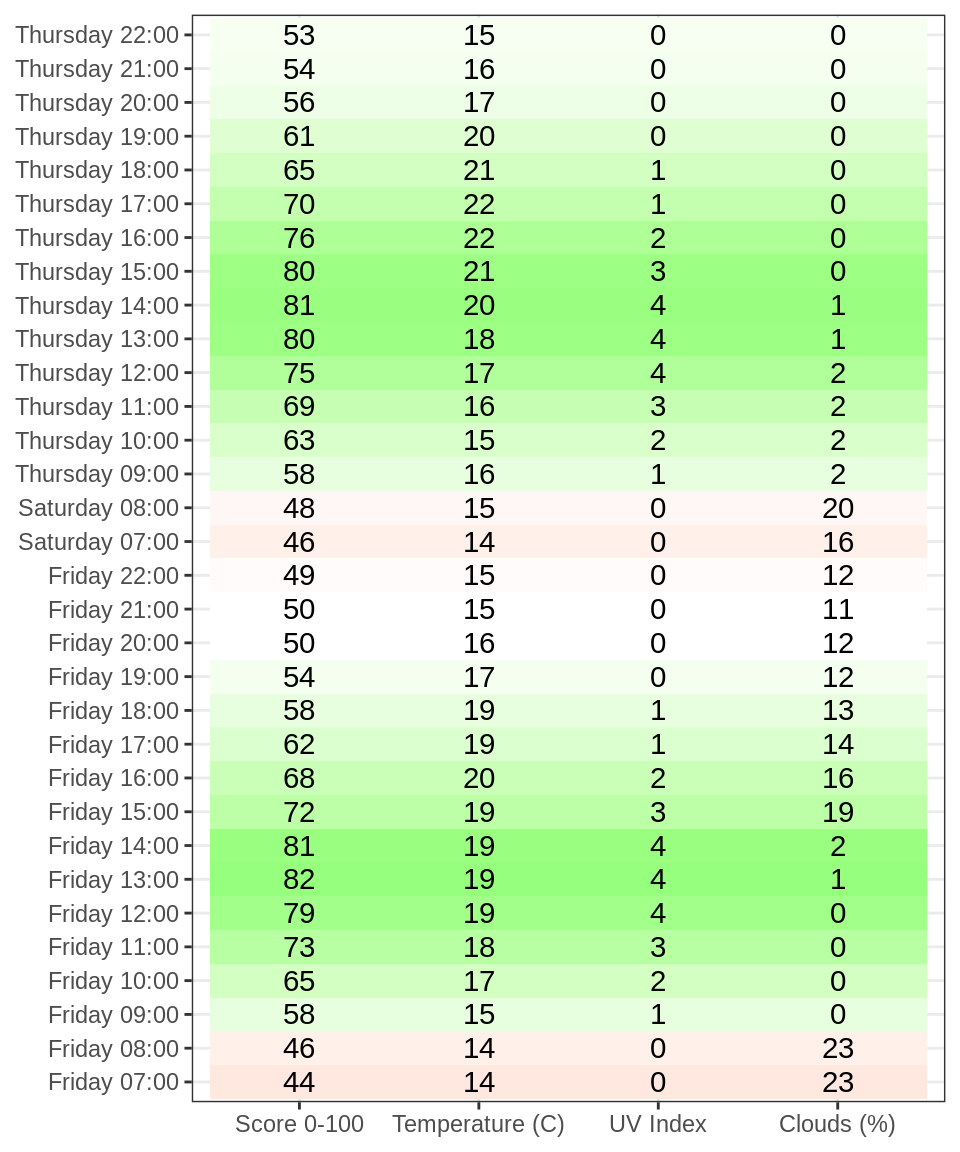 Thursday 22:00 53 15 0 0
Thursday 21:00 54 16 0 0
Thursday 20:00 56 17 0 0
Thursday 19:00 61 20 0 0
Thursday 18:00 65 21 1 0
Thursday 17:00 70 22 1 0
Thursday 16:00 76 22 2 0
Thursday 15:00 80 21 3 0
Thursday 14:00 81 20 4 1
Thursday 13:00 80 18 4 1
Thursday 12:00 75 17 4 2
Thursday 11:00 69 16 3 2
Thursday 10:00 63 15 2 2
Thursday 09:00 58 16 1 2
Saturday 08:00 48 15 0 20
Saturday 07:00 46 14 0 16
Friday 22:00 49 15 0 12
Friday 21:00 50 15 0 11
Friday 20:00 50 16 0 12
Friday 19:00 54 17 0 12
Friday 18:00 58 19 1 13
Friday 17:00 62 19 1 14
Friday 16:00 68 20 2 16
Friday 15:00 72 19 3 19
Friday 14:00 81 19 4 2
Friday 13:00 82 19 4 1
Friday 12:00 79 19 4 0
Friday 11:00 73 18 3 0
Friday 10:00 65 17 2 0
Friday 09:00 58 15 1 0
Friday 08:00 46 14 0 23
Friday 07:00 44 14 0 23
Score 0-100 Temperature (C) UV Index Clouds (%)